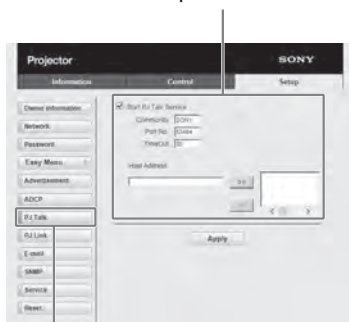 Projector
SONY
Information
Control
Setup
Owner Information
Network
Password
Easy Menu
Advertisement
ADCP
PJ Talk
PJ Link
E-mail
SNMP
Service
Reset
Start PJ Talk Service
Community SONY
Port No.
TimeOut 30
Host Address
>>
Apply